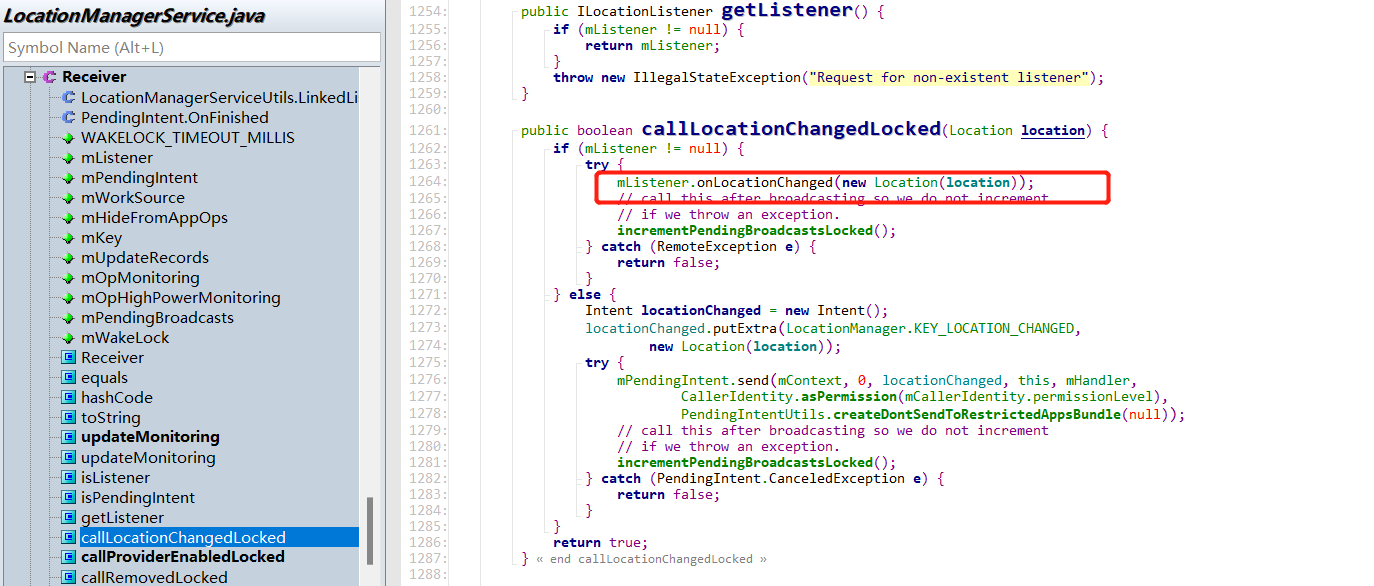 LocationManagerService.java
Symbol Name (Alt+L)
Receiver
LocationManagerServiceUtils.LinkedLi
PendingIntent.OnFinished
WAKELOCK_TIMEOUT_MILLIS
mListener
mPendingIntent
mWorkSource
mHideFromAppOps
mKey
mUpdateRecords
mOpMonitoring
mOpHighPowerMonitoring
mPendingBroadcasts
mWakeLock
Receiver
equals
hashCode
toString
updateMonitoring
updateMonitoring
isListener
isPendingIntent
getListener
callLocationChangedLocked
callProviderEnabledLocked
callRemovedLocked
1254: public ILocationListener getListener() {
1255: if (mListener != null) {
1256: return mListener;
1257: }
1258: throw new IllegalStateException("Request for non-existent listener");
1259: }
1260:
1261: public boolean callLocationChangedLocked(Location location) {
1262: if (mListener != null) {
1263: try {
1264: mListener.onLocationChanged(new Location(location));
1265: // call this after broadcasting so we do not increment
1266: // if we throw an exception.
1267: incrementPendingBroadcastsLocked();
1268: } catch (RemoteException e) {
1269: return false;
1270: }
1271: } else {
1272: Intent locationChanged = new Intent();
1273: locationChanged.putExtra(LocationManager.KEY_LOCATION_CHANGED,
1274: new Location(location));
1275: try {
1276: mPendingIntent.send(mContext, 0, locationChanged, this, mHandler,
1277: CallerIdentity.asPermission(mCallerIdentity.permissionLevel),
1278: PendingIntentUtils.createDontSendToRestrictedAppsBundle(null));
1279: // call this after broadcasting so we do not increment
1280: // if we throw an exception.
1281: incrementPendingBroadcastsLocked();
1282: } catch (PendingIntent.CanceledException e) {
1283: return false;
1284: }
1285: }
1286: return true;
1287: } « end callLocationChangedLocked »
1288: